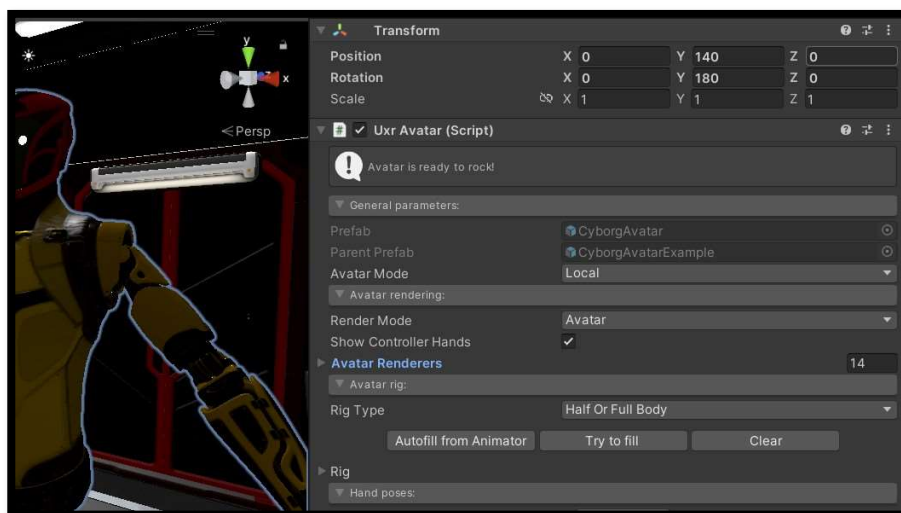 Transform
Position X 0 Y 140 Z 0
Rotation X 0 Y 180 Z 0
Scale X 1 Y 1 Z 1
y
x
Persp
# Uxr Avatar (Script)
Avatar is ready to rock!
General parameters:
Prefab CyborgAvatar
Parent Prefab CyborgAvatarExample
Avatar Mode Local
Avatar rendering:
Render Mode Avatar
Show Controller Hands
Avatar Renderers 14
Avatar rig:
Rig Type Half Or Full Body
Autofill from Animator Try to fill Clear
Rig
Hand poses: